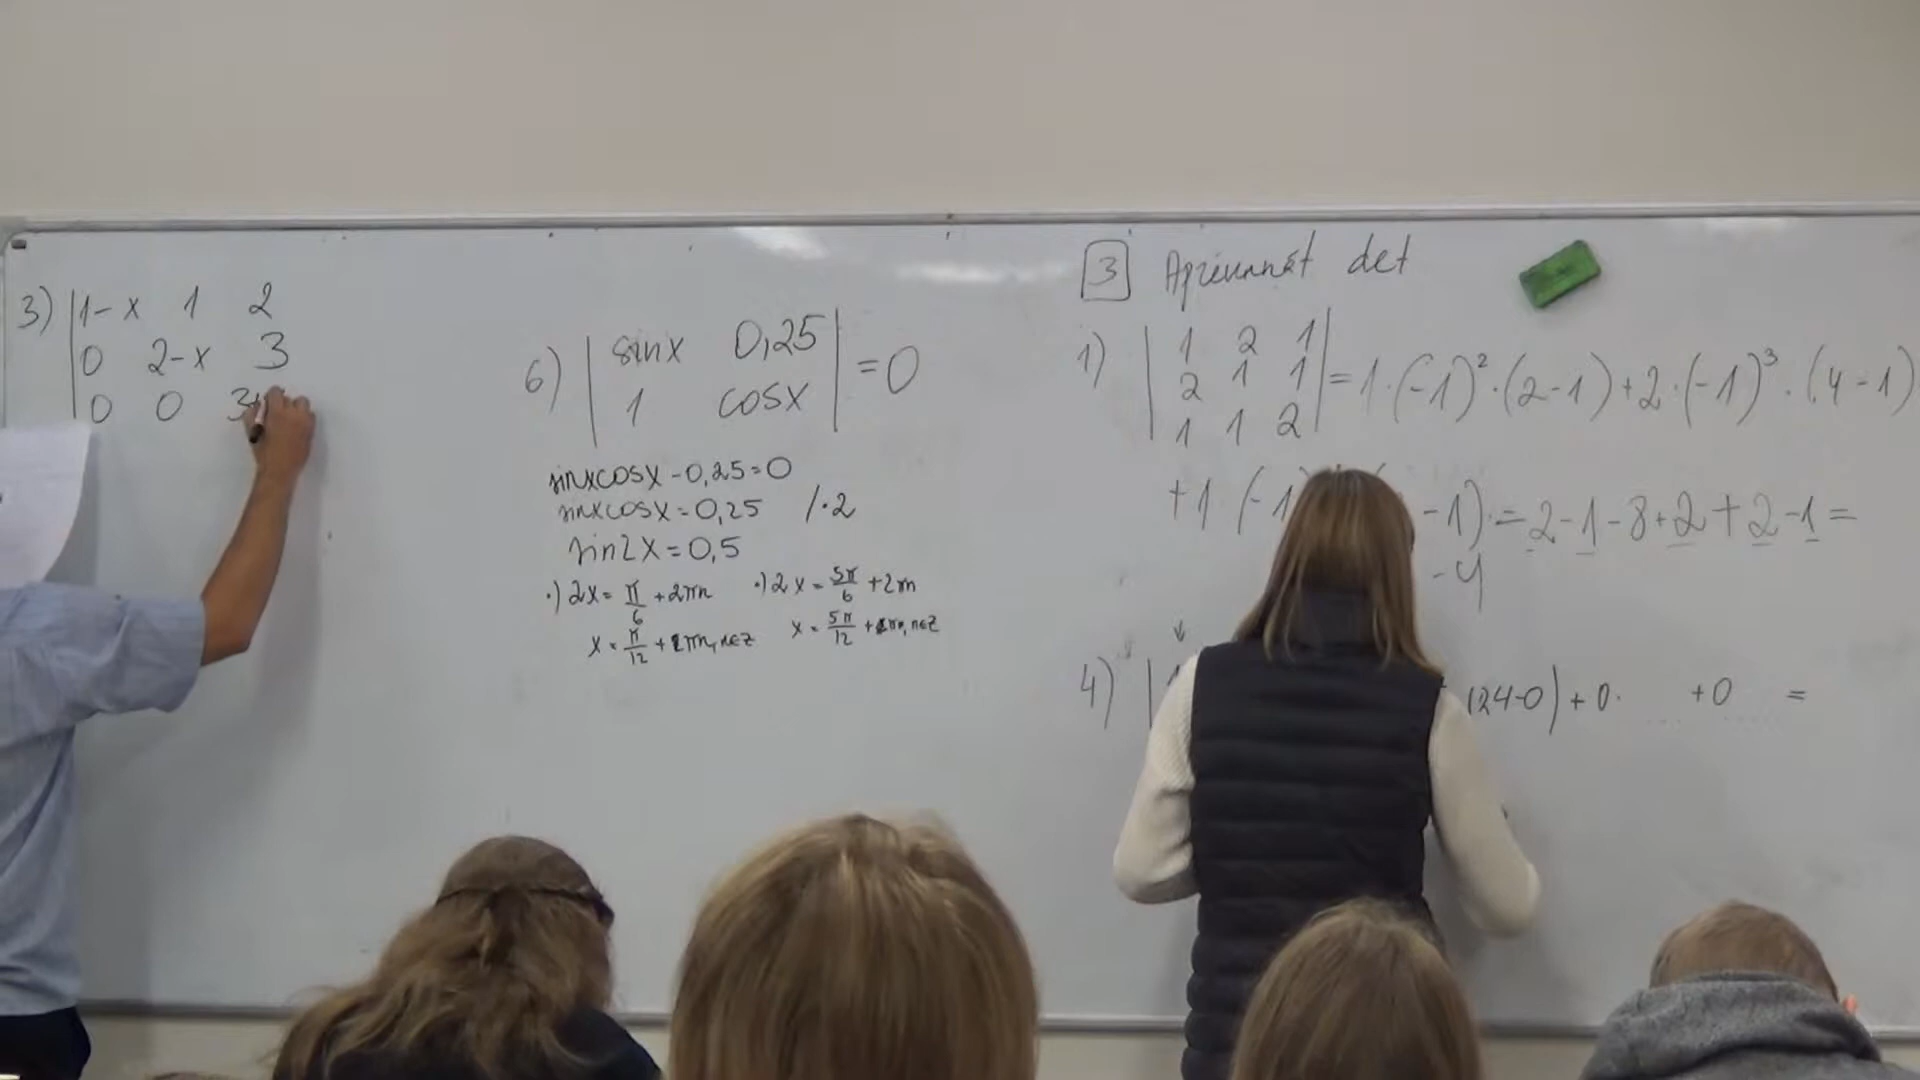 3) |1-x 1 2
0 2-x 3
0 0 3
6) | sinx 0,25 | = 0
1 cosx
sinxcosx - 0,25 = 0
sinxcosx = 0,25 /·2
sin2x = 0,5
·) 2x = π/6 + 2πn ·) 2x = 5π/6 + 2πn
x = π/12 + πn, n∈Z x = 5π/12 + πn, n∈Z
3 Aprēķināt det
1) | 1 2 1 | = 1·(-1)²·(2-1)+2·(-1)³·(4-1)
2 1 1
1 1 2
+1·(-1 -1)·=2-1-8+2+2-1=
-4
4) | (24-0)+0· +0 =